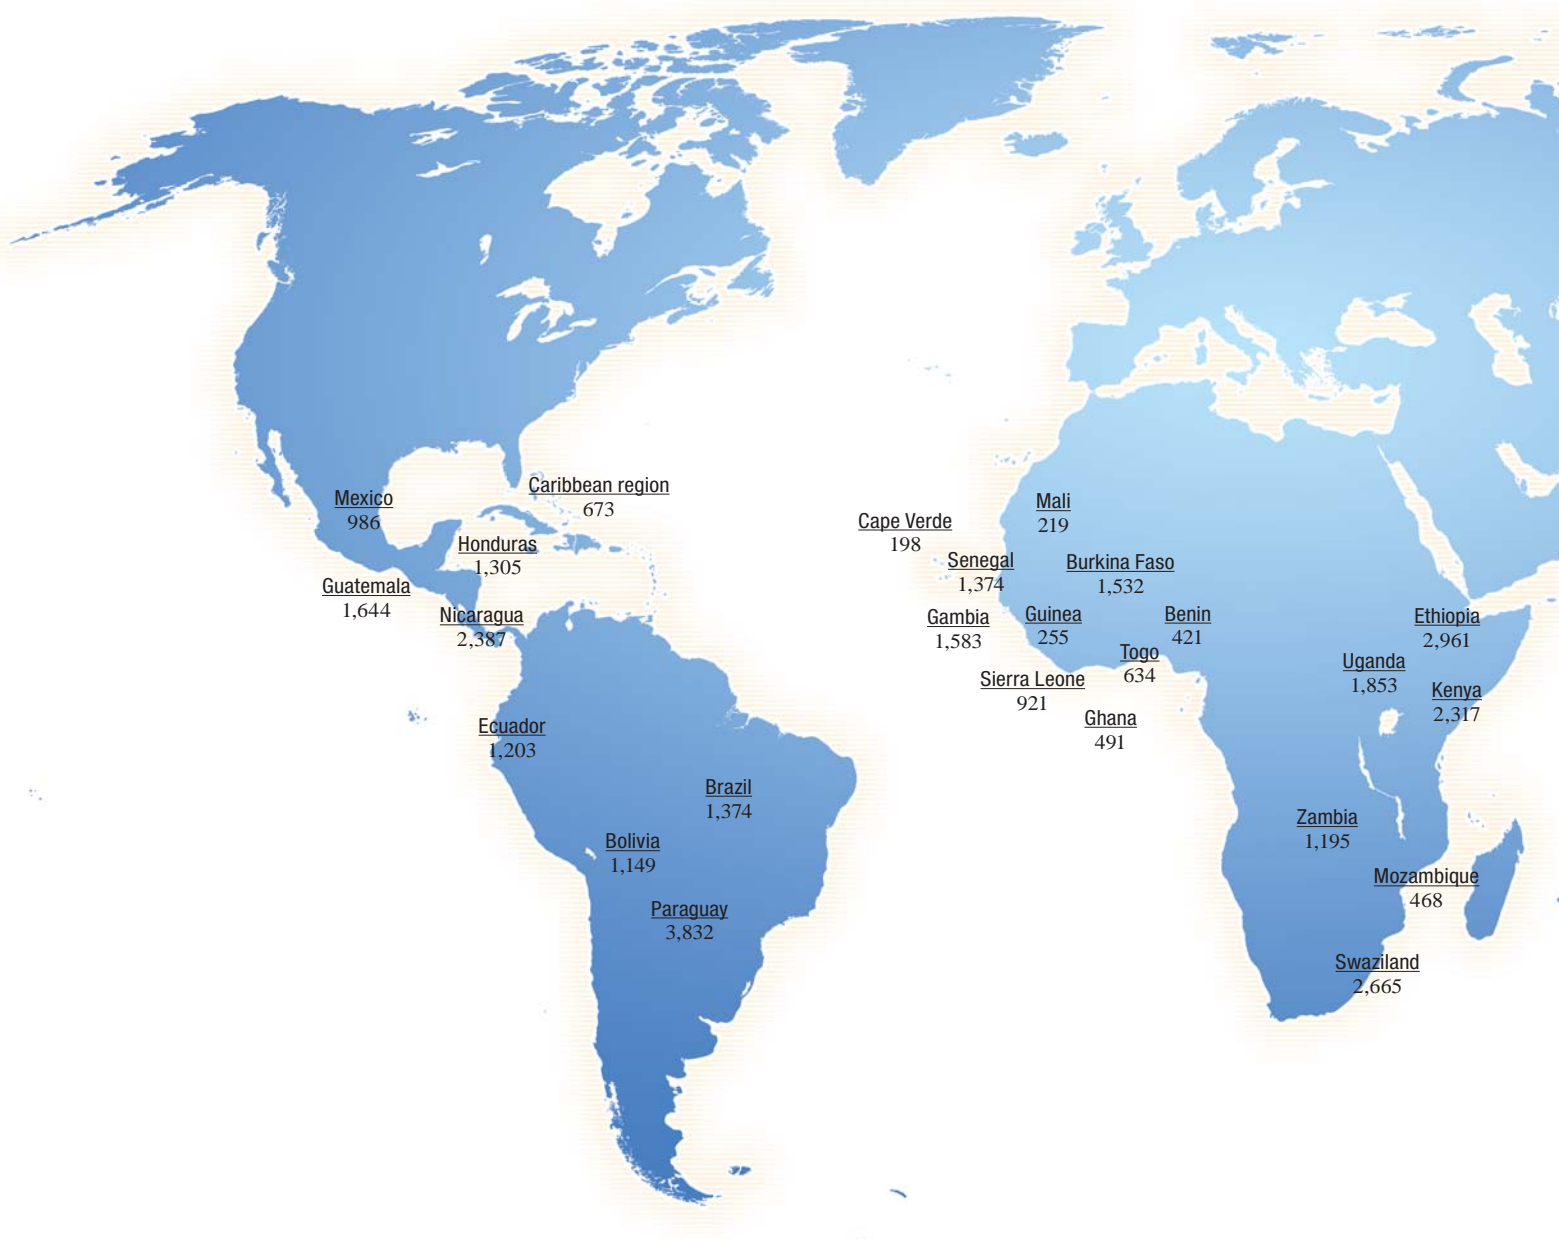 Mexico
986
Caribbean region
673
Honduras
1,305
Guatemala
1,644
Nicaragua
2,387
Ecuador
1,203
Brazil
1,374
Bolivia
1,149
Paraguay
3,832
Cape Verde
198
Mali
219
Senegal
1,374
Burkina Faso
1,532
Gambia
1,583
Guinea
255
Benin
421
Togo
634
Sierra Leone
921
Ghana
491
Ethiopia
2,961
Uganda
1,853
Kenya
2,317
Zambia
1,195
Mozambique
468
Swaziland
2,665